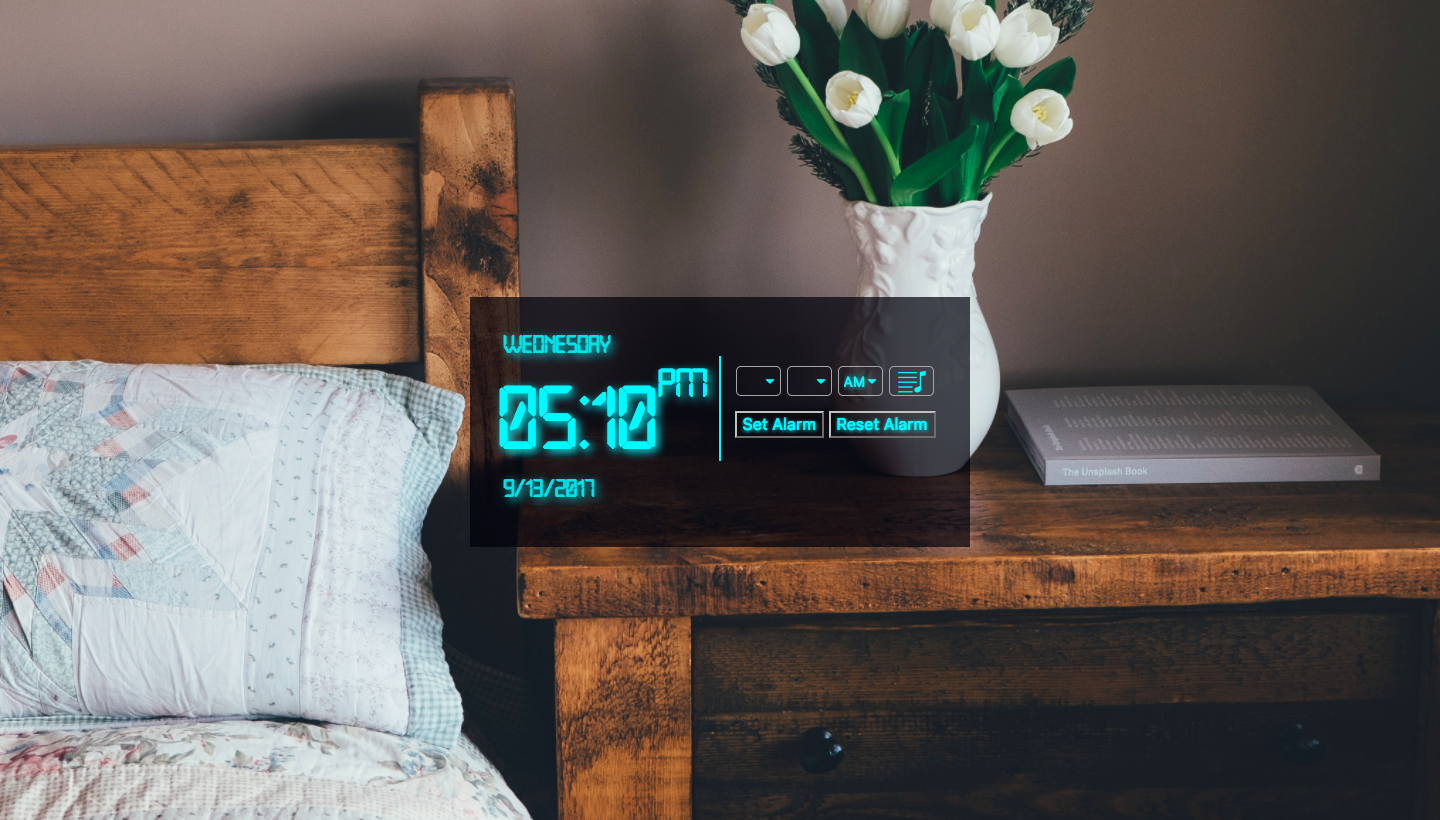 WEDNESDAY
05:10 PM
9/13/2017
AM
Set Alarm Reset Alarm
The Unsplash Book